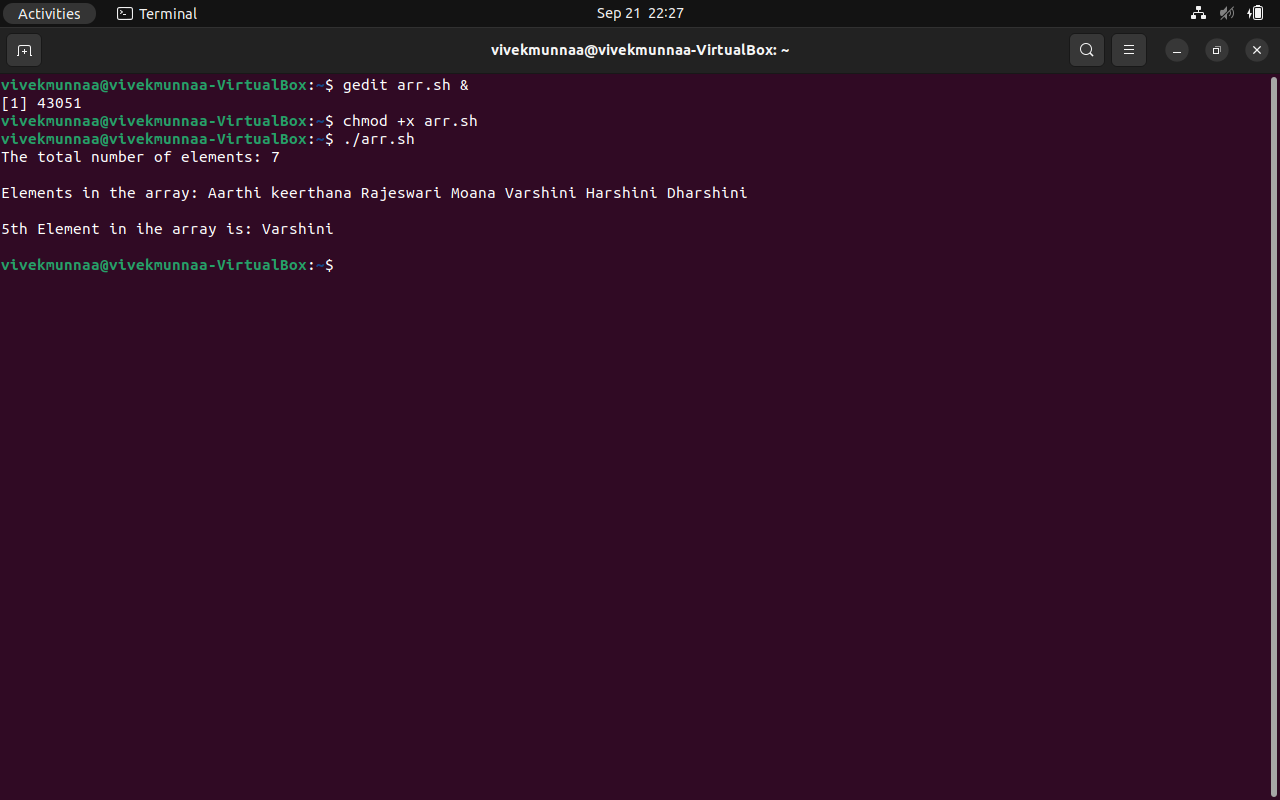 Activities Terminal Sep 21 22:27
vivekmunnaa@vivekmunnaa-VirtualBox: ~
vivekmunnaa@vivekmunnaa-VirtualBox:~$ gedit arr.sh &
[1] 43051
vivekmunnaa@vivekmunnaa-VirtualBox:~$ chmod +x arr.sh
vivekmunnaa@vivekmunnaa-VirtualBox:~$ ./arr.sh
The total number of elements: 7
Elements in the array: Aarthi keerthana Rajeswari Moana Varshini Harshini Dharshini
5th Element in ihe array is: Varshini
vivekmunnaa@vivekmunnaa-VirtualBox:~$